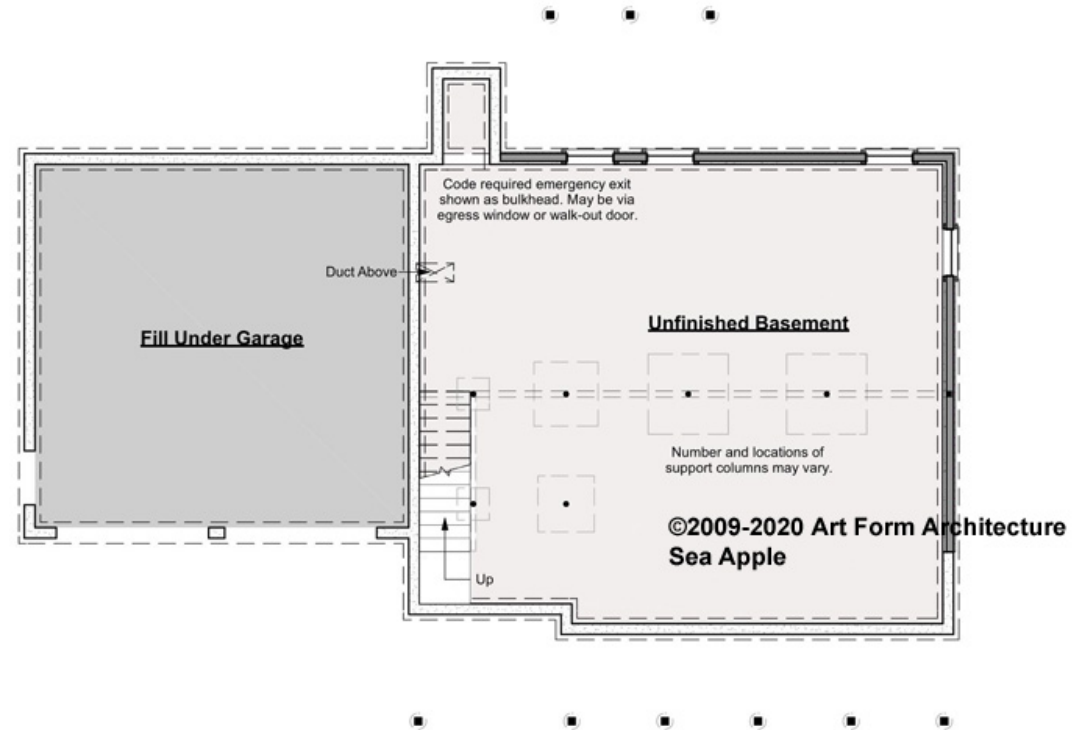 Code required emergency exit
shown as bulkhead. May be via
egress window or walk-out door.
Duct Above
Fill Under Garage
Unfinished Basement
Number and locations of
support columns may vary.
©2009-2020 Art Form Architecture
Sea Apple
Up